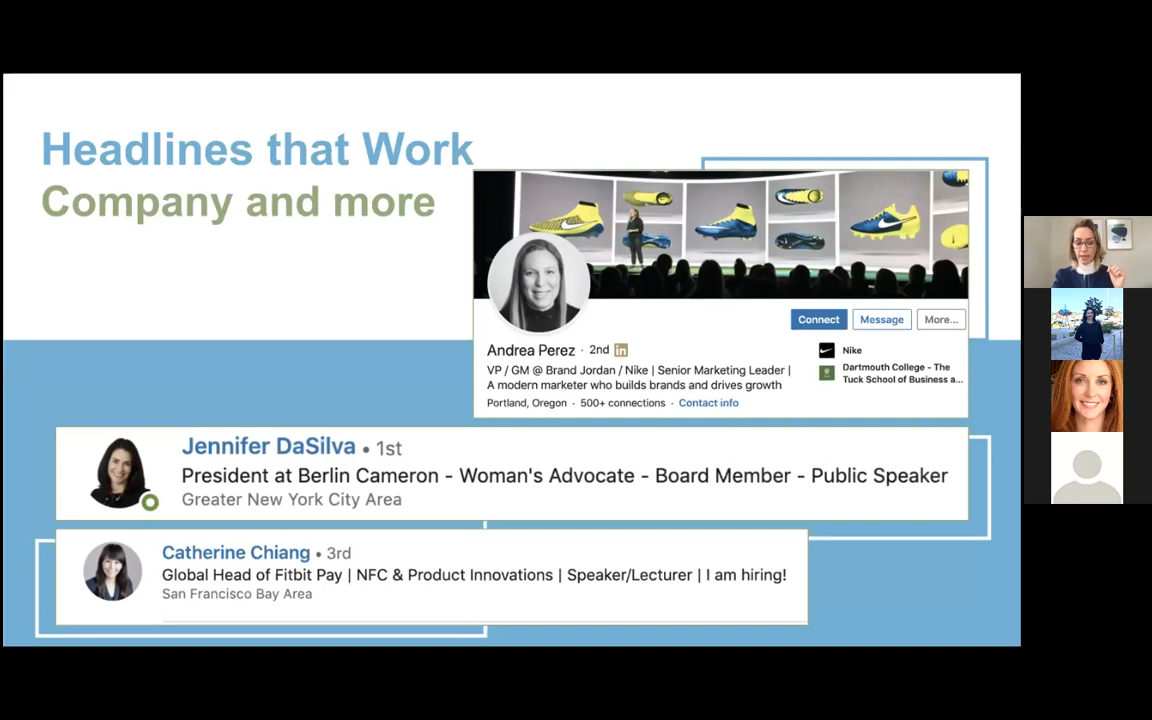 Headlines that Work
Company and more
Connect
Message
More...
Andrea Perez · 2nd in
Nike
VP / GM @ Brand Jordan / Nike | Senior Marketing Leader |
A modern marketer who builds brands and drives growth
Dartmouth College - The
Tuck School of Business a...
Portland, Oregon · 500+ connections · Contact info
Jennifer DaSilva • 1st
President at Berlin Cameron - Woman's Advocate - Board Member - Public Speaker
Greater New York City Area
Catherine Chiang • 3rd
Global Head of Fitbit Pay | NFC & Product Innovations | Speaker/Lecturer | I am hiring!
San Francisco Bay Area